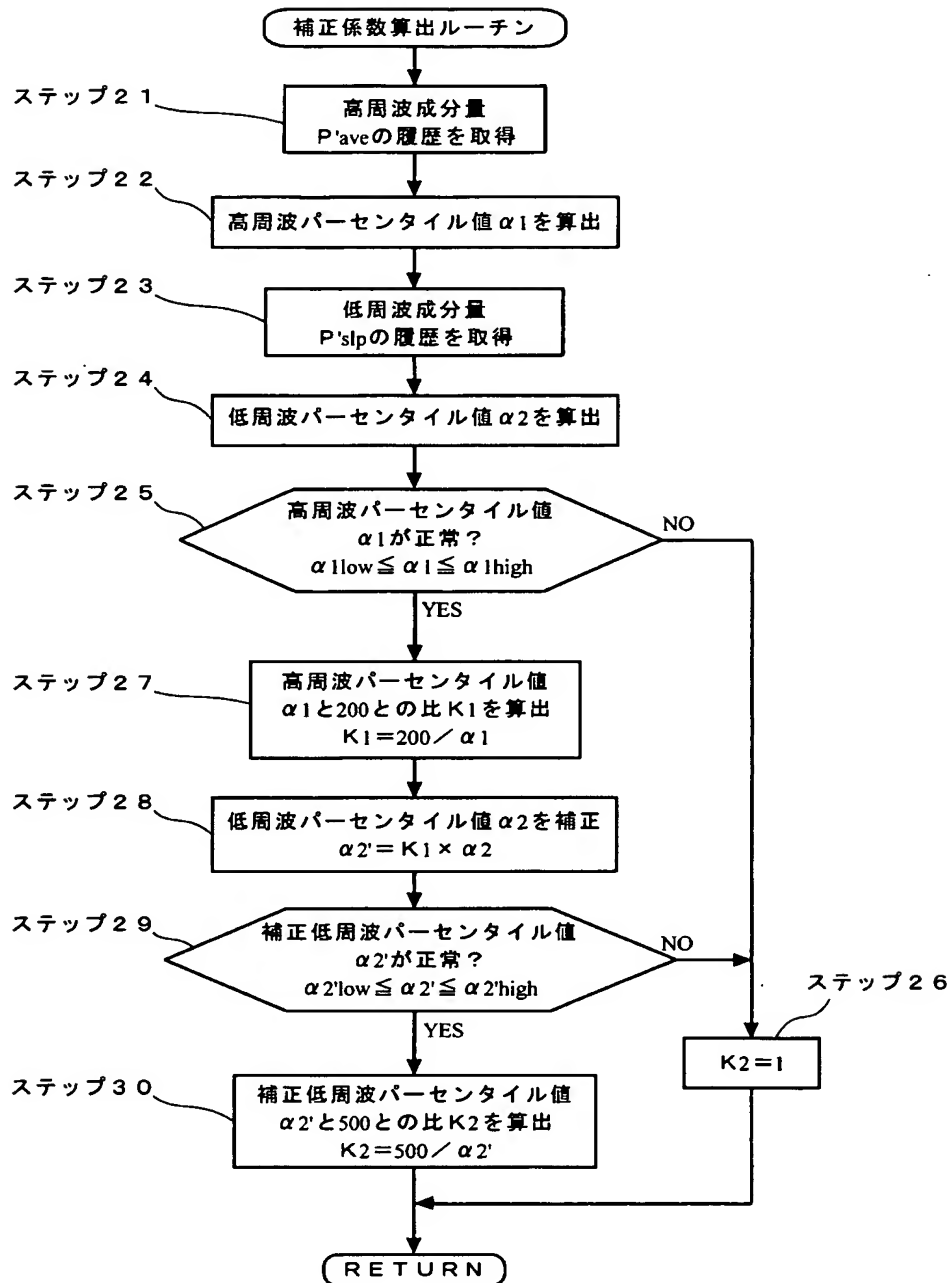 補正係数算出ルーチン
ステップ21
高周波成分量
P'aveの履歴を取得
ステップ22
高周波パーセンタイル値α1を算出
ステップ23
低周波成分量
P'slpの履歴を取得
ステップ24
低周波パーセンタイル値α2を算出
ステップ25
高周波パーセンタイル値
α1が正常?
α1low≦α1≦α1high
NO
YES
ステップ27
高周波パーセンタイル値
α1と200との比K1を算出
K1=200/α1
ステップ28
低周波パーセンタイル値α2を補正
α2'=K1×α2
ステップ29
補正低周波パーセンタイル値
α2'が正常?
α2'low≦α2'≦α2'high
NO
YES
ステップ26
K2=1
ステップ30
補正低周波パーセンタイル値
α2'と500との比K2を算出
K2=500/α2'
RETURN